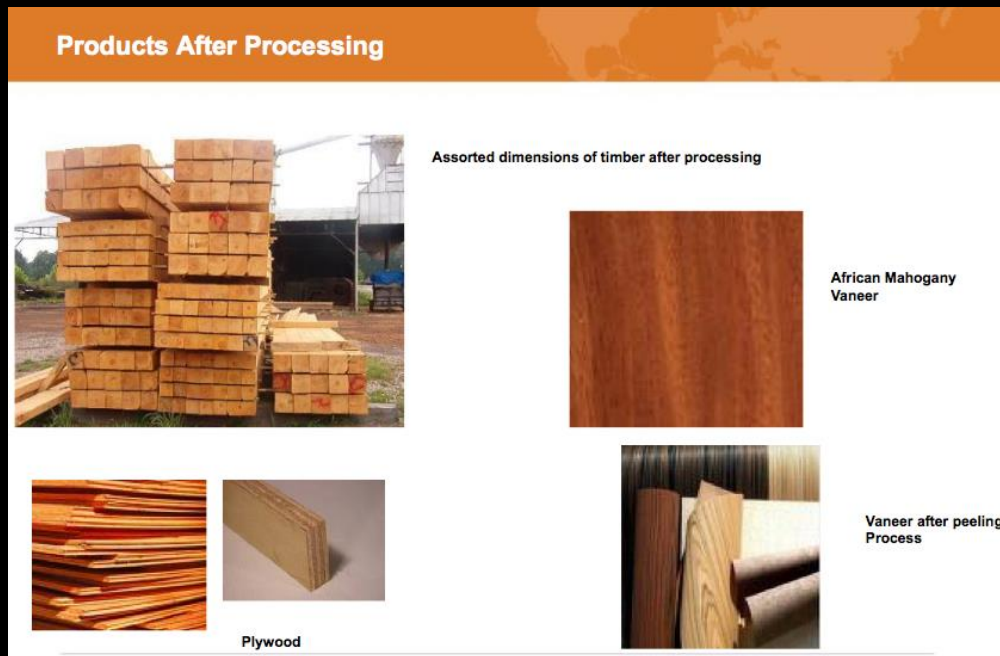 Products After Processing
Assorted dimensions of timber after processing
African Mahogany
Vaneer
Vaneer after peeling
Process
Plywood